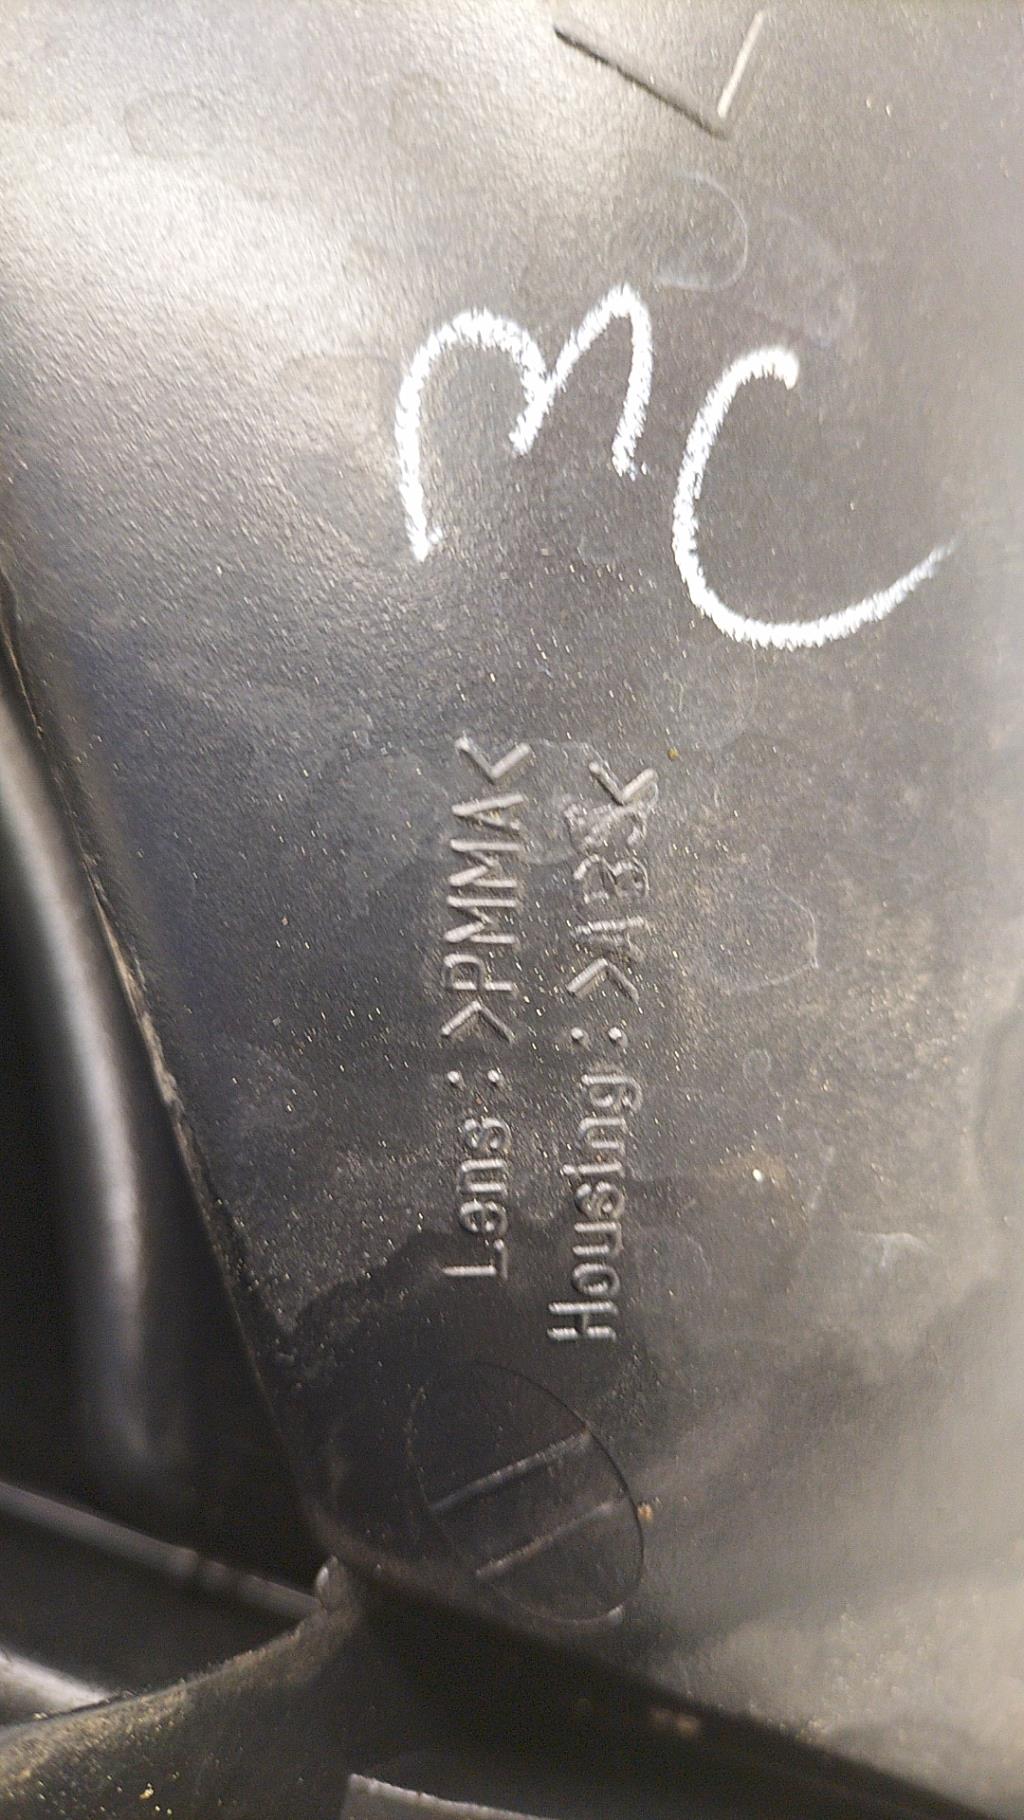 mC
Lens : >PMMA<
Housing : >ABS<